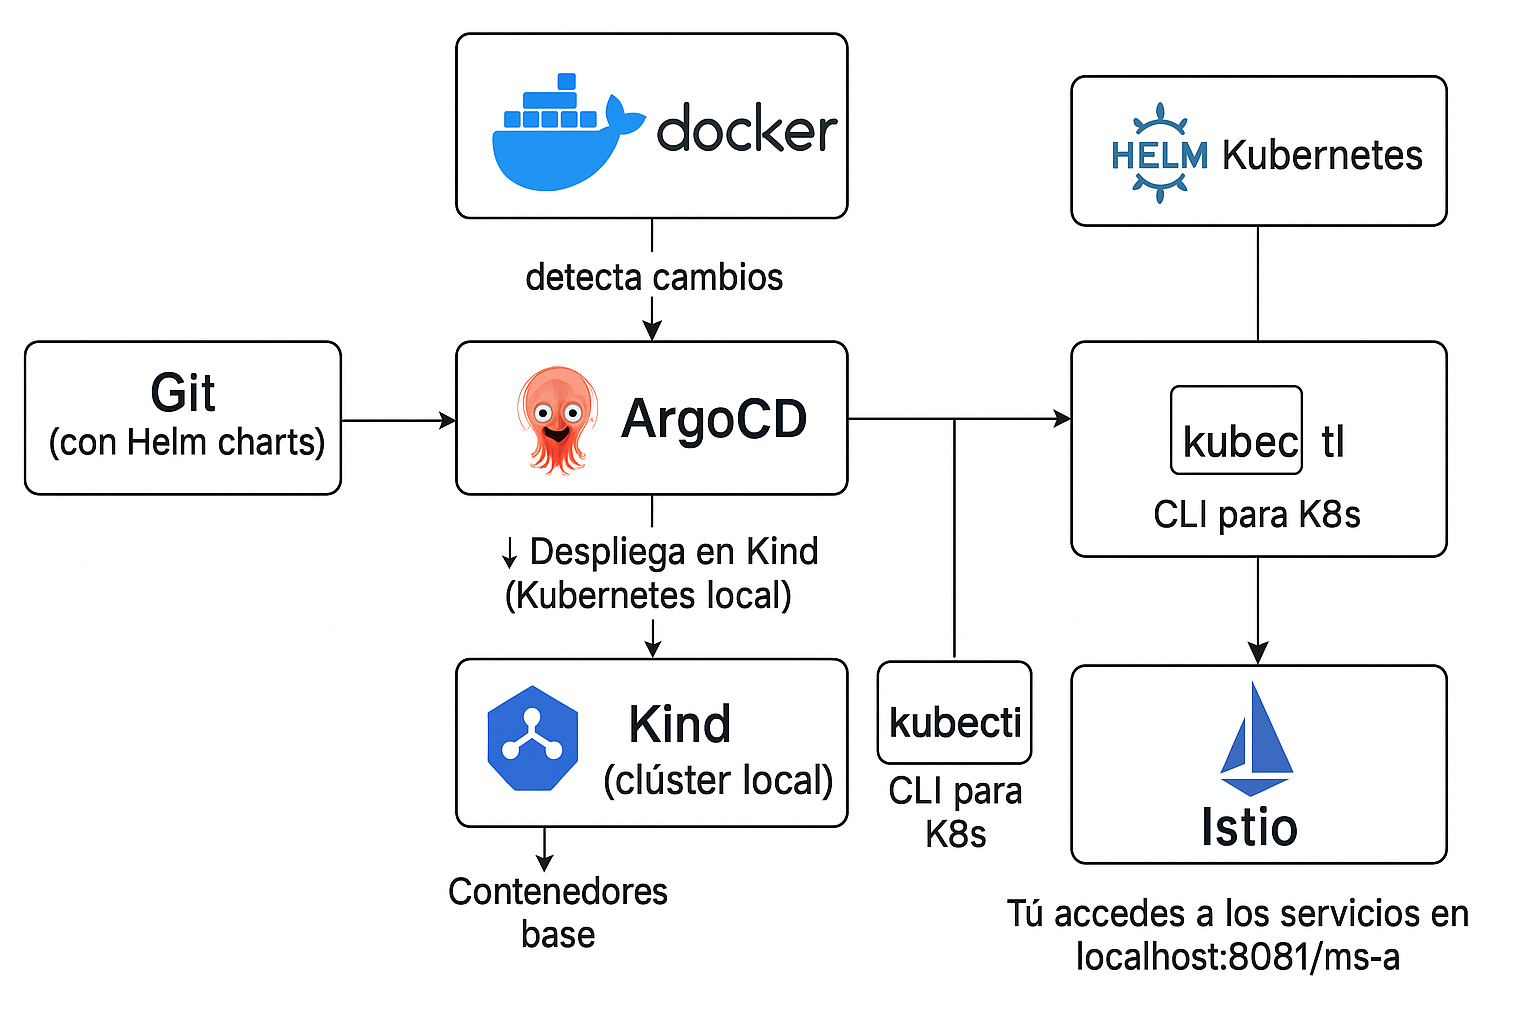 docker
HELM Kubernetes
detecta cambios
Git
(con Helm charts)
ArgoCD
kubec tl
CLI para K8s
↓ Despliega en Kind
(Kubernetes local)
Kind
(clúster local)
kubecti
CLI para
K8s
Istio
Contenedores
base
Tú accedes a los servicios en
localhost:8081/ms-a